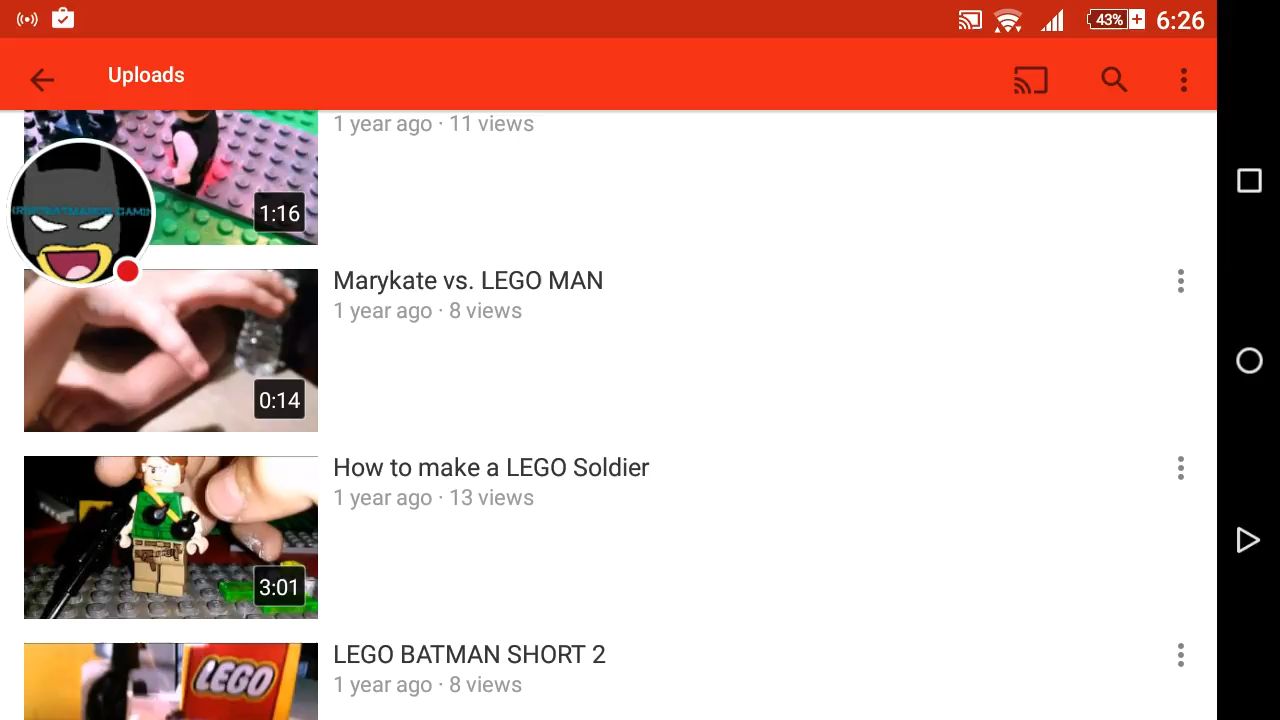 43% 6:26
Uploads
1 year ago · 11 views
1:16
Marykate vs. LEGO MAN
1 year ago · 8 views
0:14
How to make a LEGO Soldier
1 year ago · 13 views
3:01
LEGO BATMAN SHORT 2
1 year ago · 8 views
LEGO